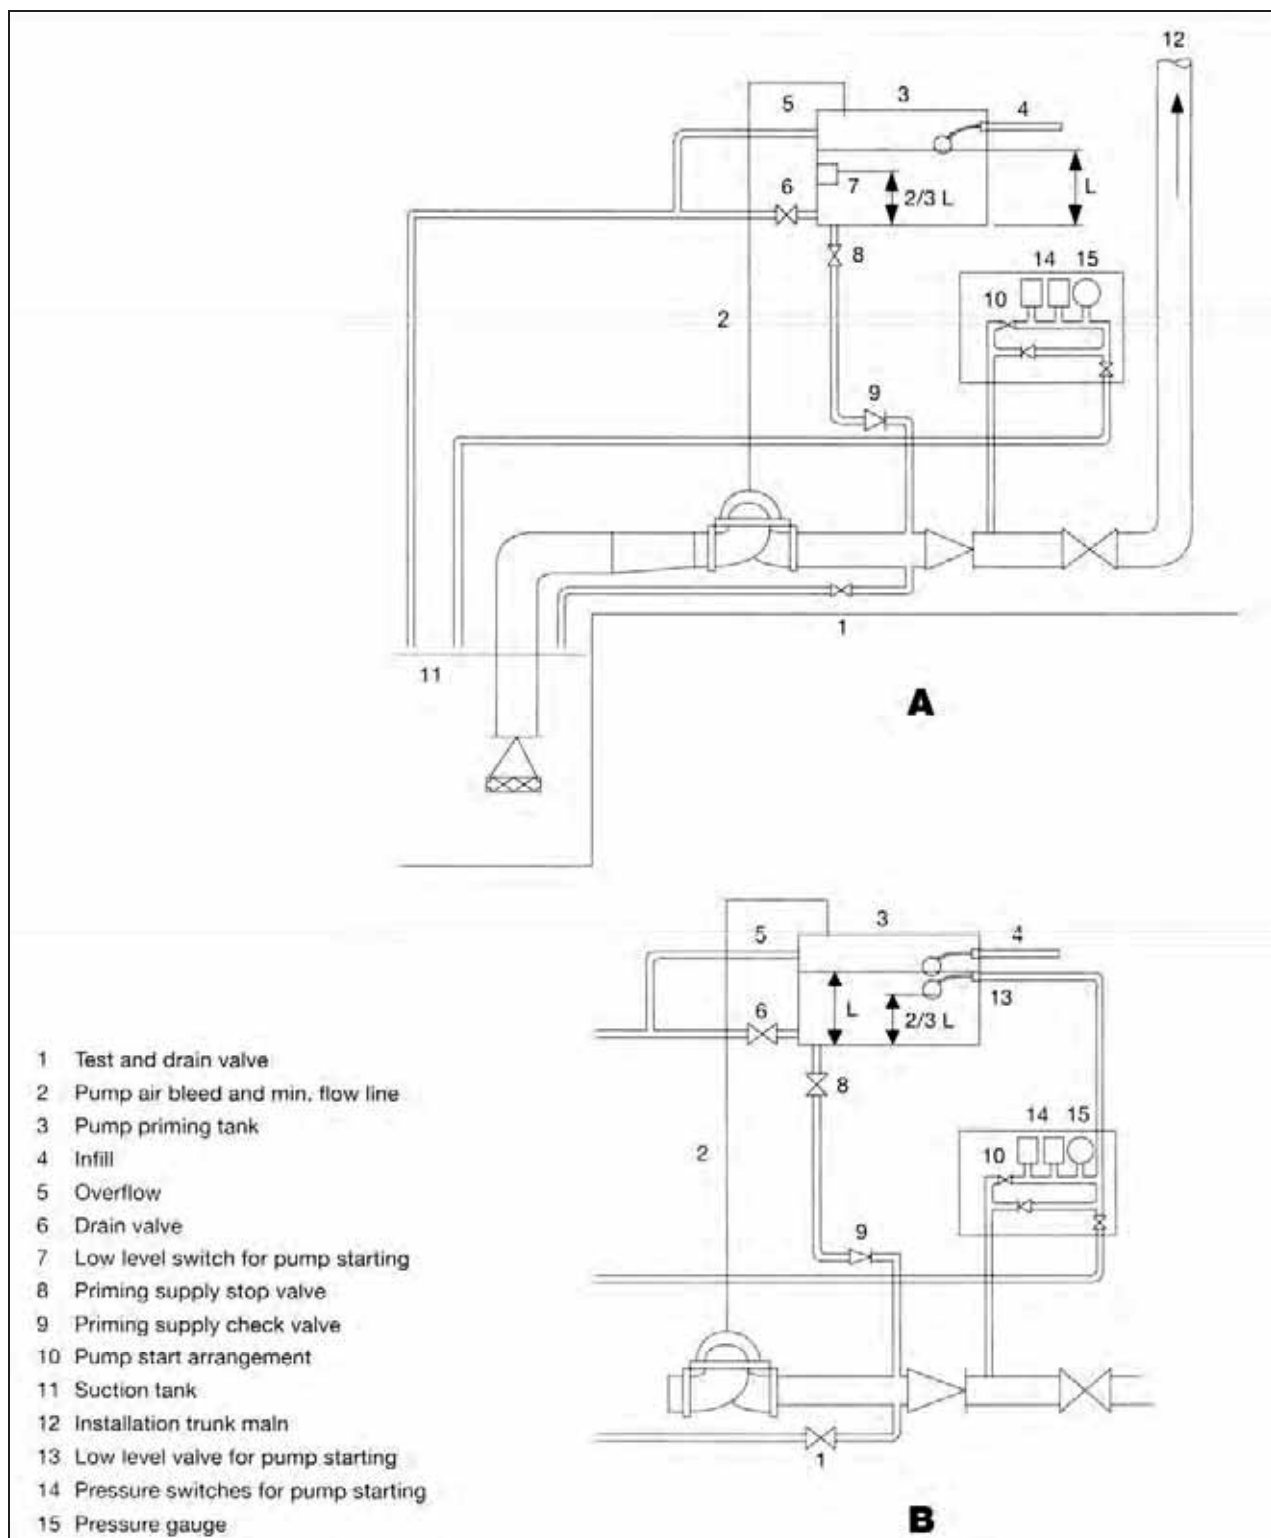 12
5
3
4
6
7
2/3 L
L
8
14
15
10
2
9
1
11
A
3
5
4
13
6
L
2/3 L
8
14
15
10
2
9
1
B
1 Test and drain valve
2 Pump air bleed and min. flow line
3 Pump priming tank
4 Infill
5 Overflow
6 Drain valve
7 Low level switch for pump starting
8 Priming supply stop valve
9 Priming supply check valve
10 Pump start arrangement
11 Suction tank
12 Installation trunk maln
13 Low level valve for pump starting
14 Pressure switches for pump starting
15 Pressure gauge